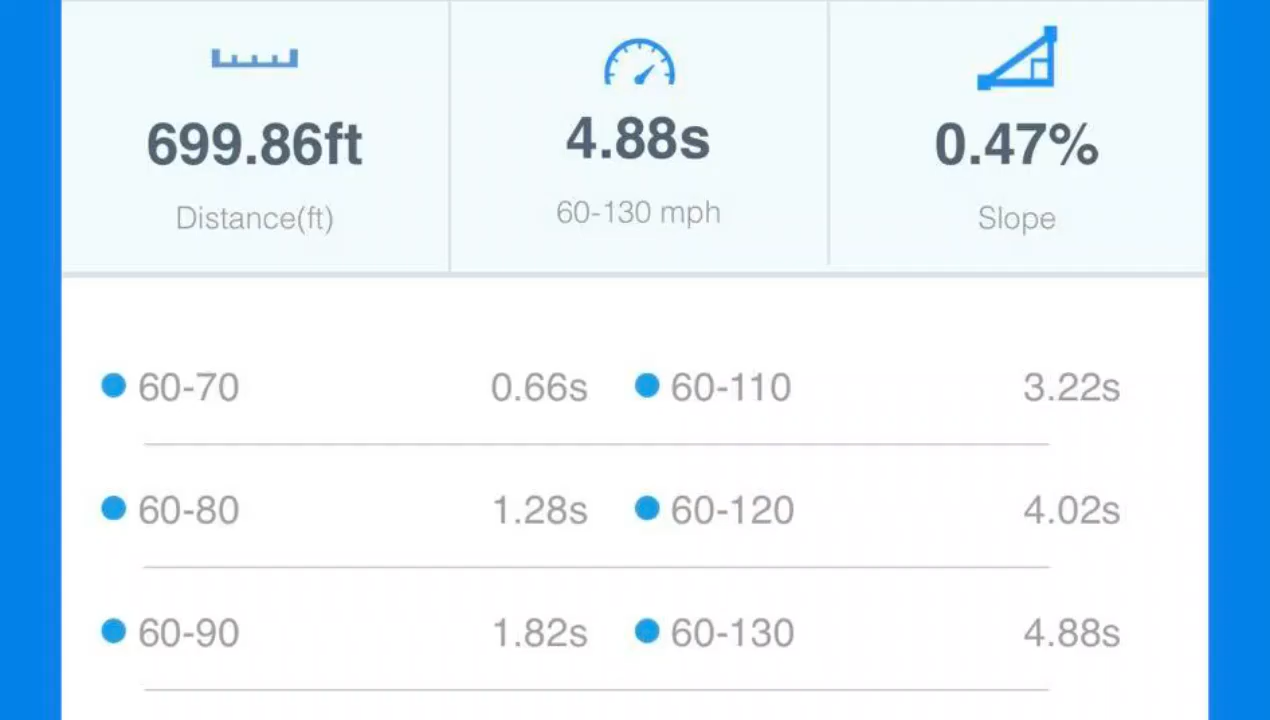 699.86ft 4.88s 0.47%
Distance(ft) 60-130 mph Slope
60-70 0.66s 60-110 3.22s
60-80 1.28s 60-120 4.02s
60-90 1.82s 60-130 4.88s